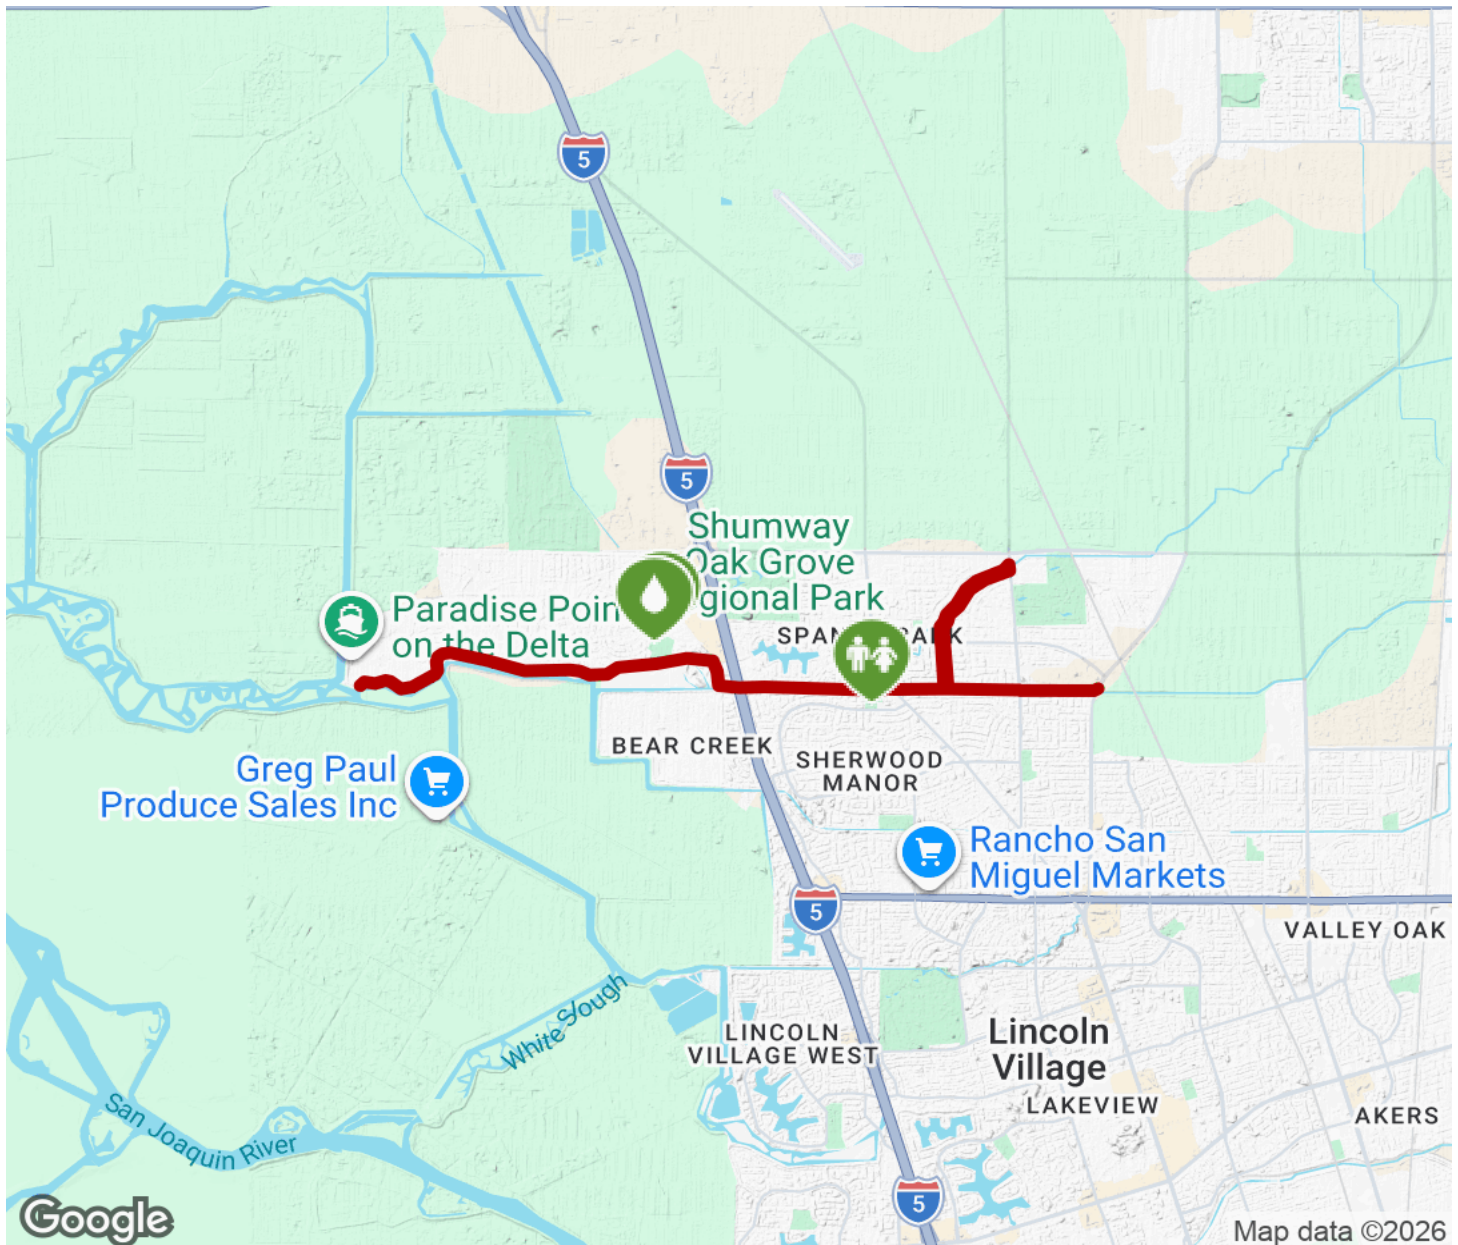 5
5
Shumway
Oak Grove
gional Park
Paradise Poin
on the Delta
SPAN
PARK
BEAR CREEK
SHERWOOD
MANOR
Greg Paul
Produce Sales Inc
Rancho San
Miguel Markets
5
VALLEY OAK
White Slough
LINCOLN
VILLAGE WEST
Lincoln
Village
LAKEVIEW
AKERS
San Joaquin River
5
Google
Map data ©2026